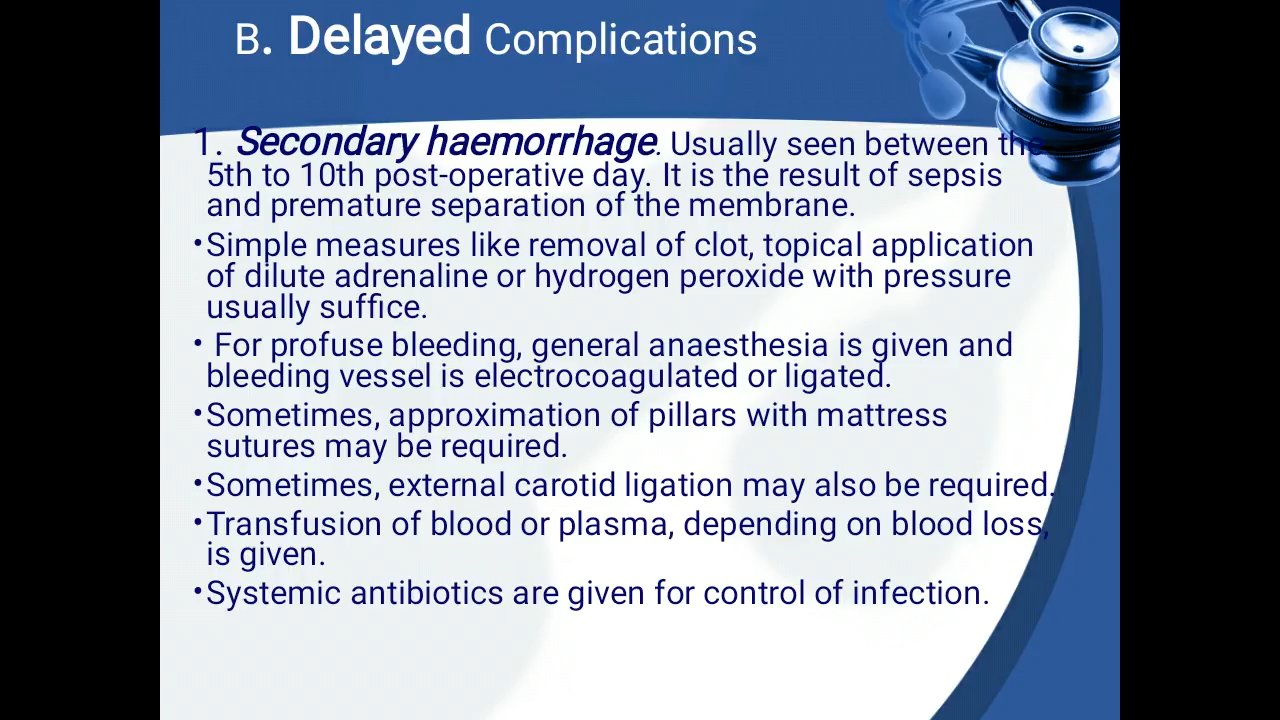 B. Delayed Complications
1. Secondary haemorrhage. Usually seen between the
5th to 10th post-operative day. It is the result of sepsis
and premature separation of the membrane.
•Simple measures like removal of clot, topical application
of dilute adrenaline or hydrogen peroxide with pressure
usually suffice.
• For profuse bleeding, general anaesthesia is given and
bleeding vessel is electrocoagulated or ligated.
•Sometimes, approximation of pillars with mattress
sutures may be required.
•Sometimes, external carotid ligation may also be required.
•Transfusion of blood or plasma, depending on blood loss,
is given.
•Systemic antibiotics are given for control of infection.